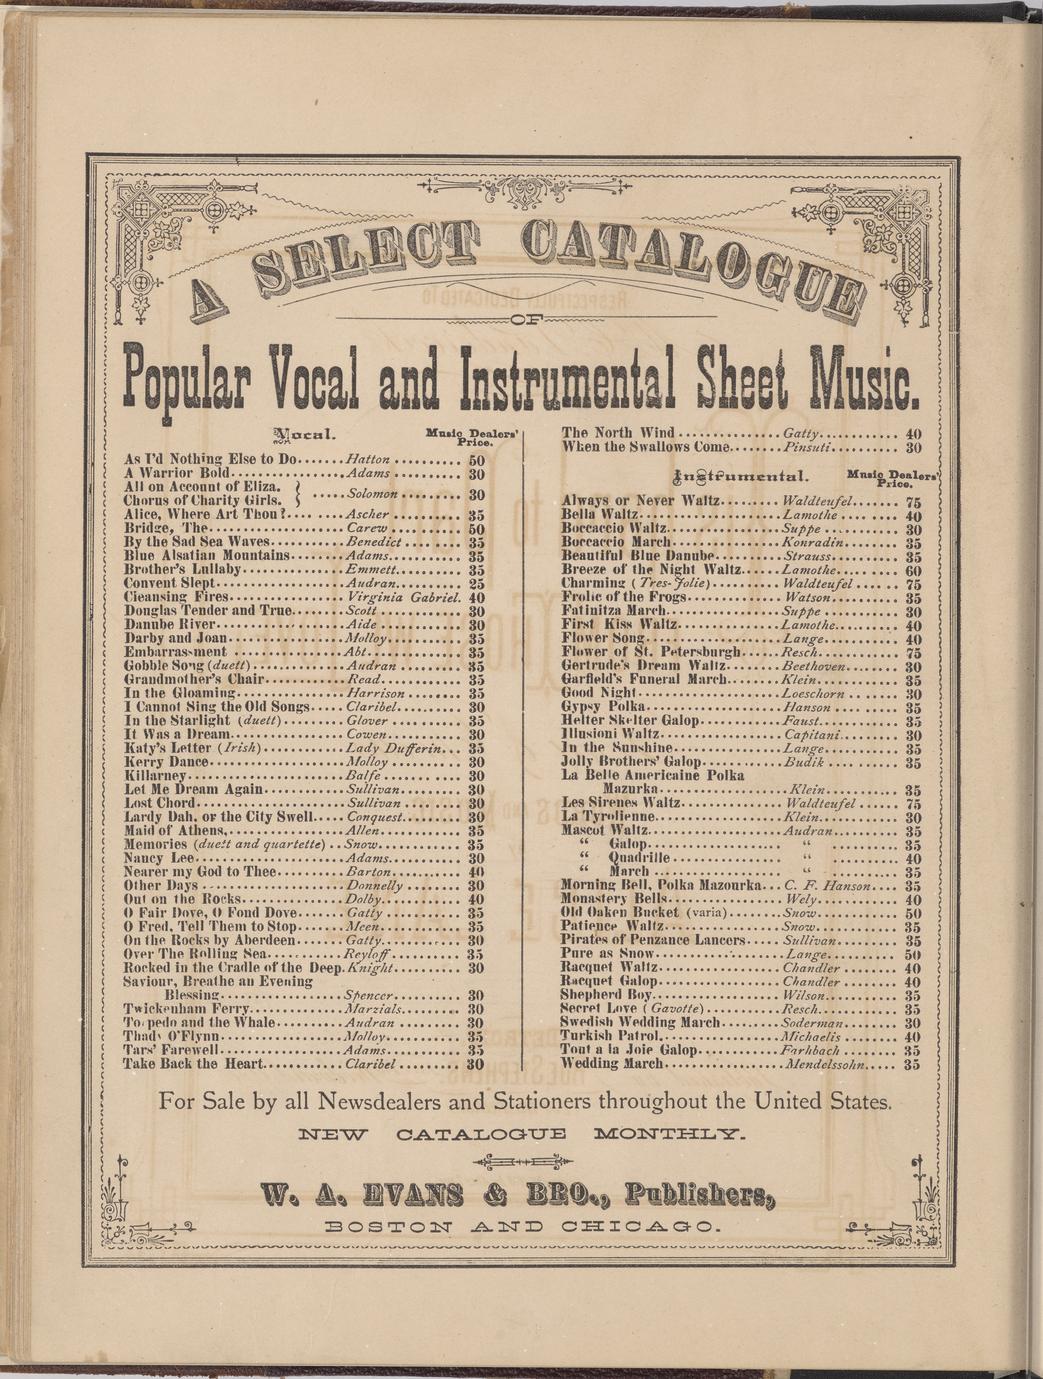 A SELECT CATALOGUE
OF
Popular Vocal and Instrumental Sheet Music.
Vocal. Music Dealers' Price.
As I'd Nothing Else to Do.......Hatton .......... 50
A Warrior Bold.................Adams .......... 30
All on Account of Eliza.
Chorus of Charity Girls. } .....Solomon ......... 30
Alice, Where Art Thou?........Ascher .......... 35
Bridge, The....................Carew .......... 50
By the Sad Sea Waves...........Benedict ........ 35
Blue Alsatian Mountains........Adams.......... 35
Brother's Lullaby..............Emmett......... 35
Convent Slept..................Audran......... 25
Cleansing Fires................Virginia Gabriel. 40
Douglas Tender and True........Scott .......... 30
Danube River...................Aide ........... 30
Darby and Joan.................Molloy.......... 35
Embarrassment .................Abt............ 35
Gobble Song (duett)............Audran ......... 35
Grandmother's Chair............Read........... 35
In the Gloaming................Harrison ....... 35
I Cannot Sing the Old Songs.....Claribel........ 30
In the Starlight (duett).......Glover ......... 35
It Was a Dream.................Cowen.......... 30
Katy's Letter (Irish)..........Lady Dufferin... 35
Kerry Dance....................Molloy ......... 30
Killarney......................Balfe .......... 30
Let Me Dream Again.............Sullivan........ 30
Lost Chord.....................Sullivan ....... 30
Lardy Dah, or the City Swell....Conquest........ 30
Maid of Athens,................Allen.......... 35
Memories (duett and quartette) ..Snow........... 35
Nancy Lee......................Adams.......... 30
Nearer my God to Thee..........Barton......... 40
Other Days ....................Donnelly ....... 30
Out on the Rocks...............Dolby.......... 40
O Fair Dove, O Fond Dove.......Gatty ......... 35
O Fred, Tell Them to Stop......Meen.......... 35
On the Rocks by Aberdeen.......Gatty.......... 30
Over The Rolling Sea...........Reyloff......... 35
Rocked in the Cradle of the Deep.Knight.......... 30
Saviour, Breathe an Evening
Blessing.......................Spencer......... 30
Twickenham Ferry...............Marzials........ 30
Torpedo and the Whale..........Audran ......... 30
Thady O'Flynn..................Molloy.......... 35
Tars' Farewell.................Adams.......... 35
Take Back the Heart............Claribel ....... 30
The North Wind ................Gatty........... 40
When the Swallows Come.........Pinsuti......... 30
Instrumental. Music Dealers' Price.
Always or Never Waltz..........Waldteufel...... 75
Bella Waltz....................Lamothe ........ 40
Boccaccio Waltz................Suppe .......... 30
Boccaccio March................Konradin........ 35
Beautiful Blue Danube..........Strauss......... 35
Breeze of the Night Waltz......Lamothe......... 60
Charming (Tres-Jolie)..........Waldteufel ..... 75
Frolic of the Frogs............Watson.......... 35
Fatinitza March................Suppe .......... 30
First Kiss Waltz...............Lamothe......... 40
Flower Song....................Lange........... 40
Flower of St. Petersburgh......Resch........... 75
Gertrude's Dream Waltz.........Beethoven....... 30
Garfield's Funeral March.......Klein........... 35
Good Night.....................Loeschorn ...... 30
Gypsy Polka....................Hanson ......... 35
Helter Skelter Galop...........Faust........... 35
Illusioni Waltz................Capitani........ 30
In the Sunshine................Lange........... 35
Jolly Brothers' Galop..........Budik .......... 35
La Belle Americaine Polka
Mazurka........................Klein........... 35
Les Sirenes Waltz..............Waldteufel ..... 75
La Tyrolienne..................Klein........... 30
Mascot Waltz...................Audran.......... 35
“ Galop........................ “ ......... 35
“ Quadrille.................... “ ......... 40
“ March ....................... “ ......... 35
Morning Bell, Polka Mazourka...C. F. Hanson.... 35
Monastery Bells................Wely............ 40
Old Oaken Bucket (varia).......Snow............ 50
Patience Waltz.................Snow............ 35
Pirates of Penzance Lancers.....Sullivan........ 35
Pure as Snow...................Lange........... 50
Racquet Waltz..................Chandler ....... 40
Racquet Galop..................Chandler ....... 40
Shepherd Boy...................Wilson.......... 35
Secret Love (Gavotte)..........Resch........... 35
Swedish Wedding March..........Soderman........ 30
Turkish Patrol.................Michaelis ...... 40
Tout a la Joie Galop...........Farhbach ....... 35
Wedding March..................Mendelssohn..... 35
For Sale by all Newsdealers and Stationers throughout the United States.
NEW CATALOGUE MONTHLY.
W. A. EVANS & BRO., Publishers,
BOSTON AND CHICAGO.